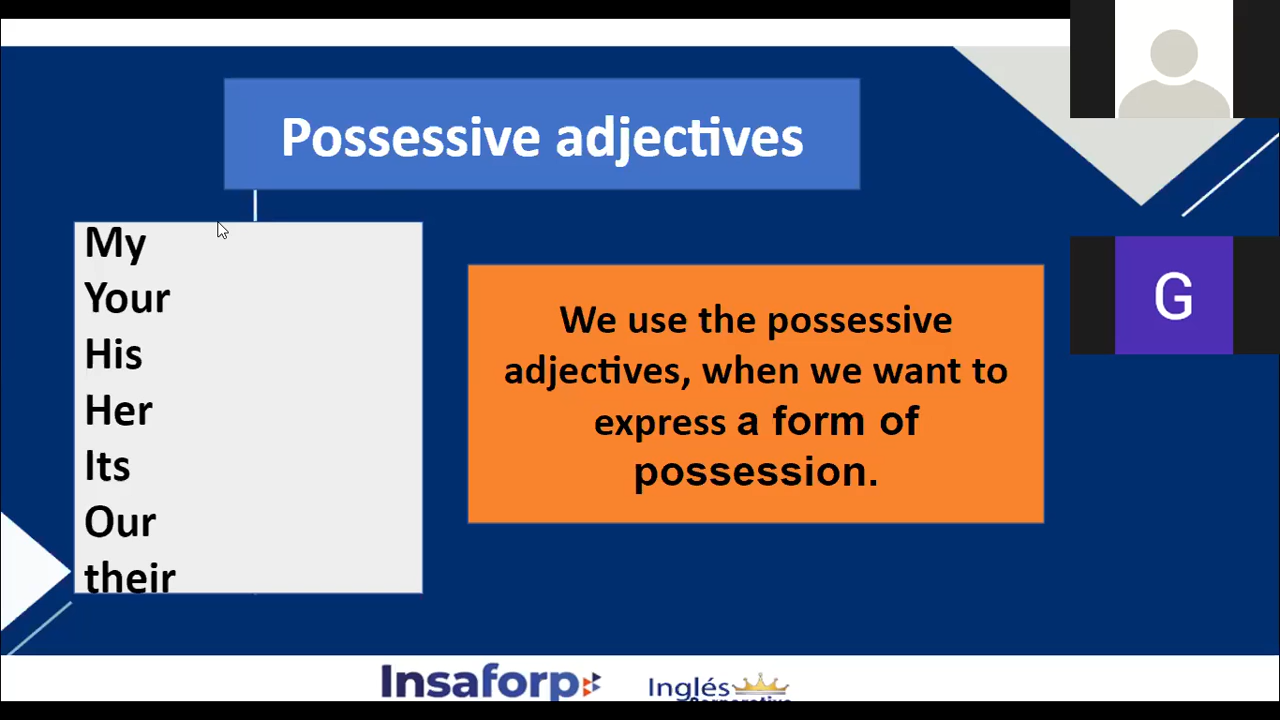 Possessive adjectives
My
Your
His
Her
Its
Our
their
We use the possessive
adjectives, when we want to
express a form of
possession.
G
Insaforp
Inglés
Corporativo